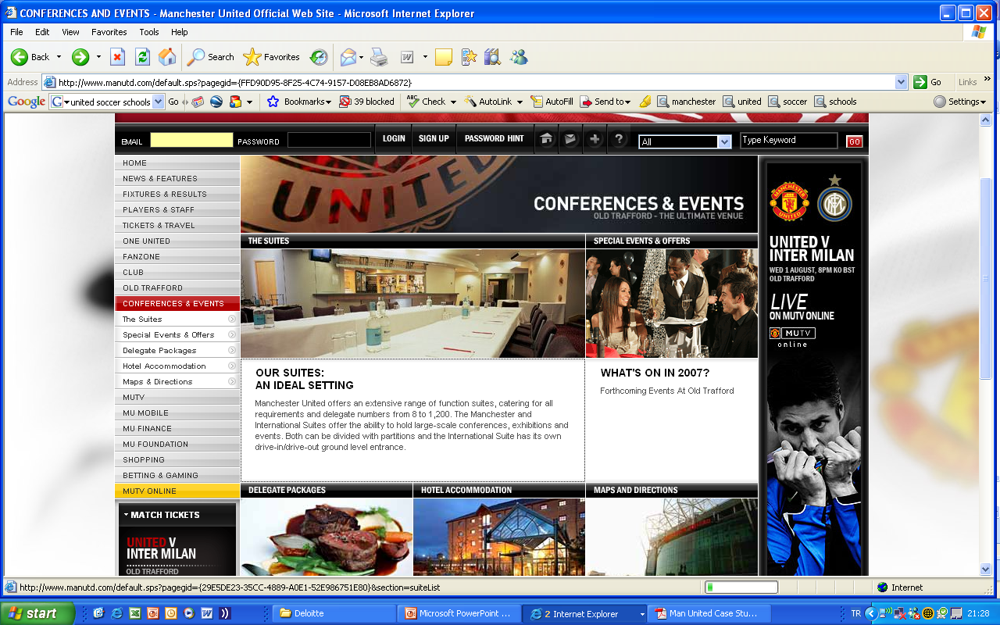 CONFERENCES AND EVENTS - Manchester United Official Web Site - Microsoft Internet Explorer
File Edit View Favorites Tools Help
Back Search Favorites
Address http://www.manutd.com/default.sps?pagegid={FFD90D95-8F25-4C74-9157-D08EB8AD6872} Go Links »
Google united soccer schools Go Bookmarks 39 blocked Check AutoLink AutoFill Send to manchester united soccer schools Settings
EMAIL PASSWORD LOGIN SIGN UP PASSWORD HINT ? All Type Keyword GO
HOME
NEWS & FEATURES
FIXTURES & RESULTS
PLAYERS & STAFF
TICKETS & TRAVEL
ONE UNITED
FANZONE
CLUB
OLD TRAFFORD
CONFERENCES & EVENTS
The Suites
Special Events & Offers
Delegate Packages
Hotel Accommodation
Maps & Directions
MUTV
MU MOBILE
MU FINANCE
MU FOUNDATION
SHOPPING
BETTING & GAMING
MUTV ONLINE
MATCH TICKETS
UNITED V
INTER MILAN
OLD TRAFFORD
UNITED
CONFERENCES & EVENTS
OLD TRAFFORD - THE ULTIMATE VENUE
THE SUITES
OUR SUITES:
AN IDEAL SETTING
Manchester United offers an extensive range of function suites, catering for all
requirements and delegate numbers from 8 to 1,200. The Manchester and
International Suites offer the ability to hold large-scale conferences, exhibitions and
events. Both can be divided with partitions and the International Suite has its own
drive-in/drive-out ground level entrance.
SPECIAL EVENTS & OFFERS
WHAT'S ON IN 2007?
Forthcoming Events At Old Trafford
DELEGATE PACKAGES
HOTEL ACCOMMODATION
MAPS AND DIRECTIONS
MANCHESTER
UNITED
UNITED V
INTER MILAN
WED 1 AUGUST, 8PM KO BST
OLD TRAFFORD
LIVE
ON MUTV ONLINE
MUTV
online
http://www.manutd.com/default.sps?pagegid={29E5DE23-35CC-4889-A0E1-52E986751E80}&section=suiteList Internet
start Deloitte Microsoft PowerPoint ... 2 Internet Explorer Man United Case Stu... TR 21:28